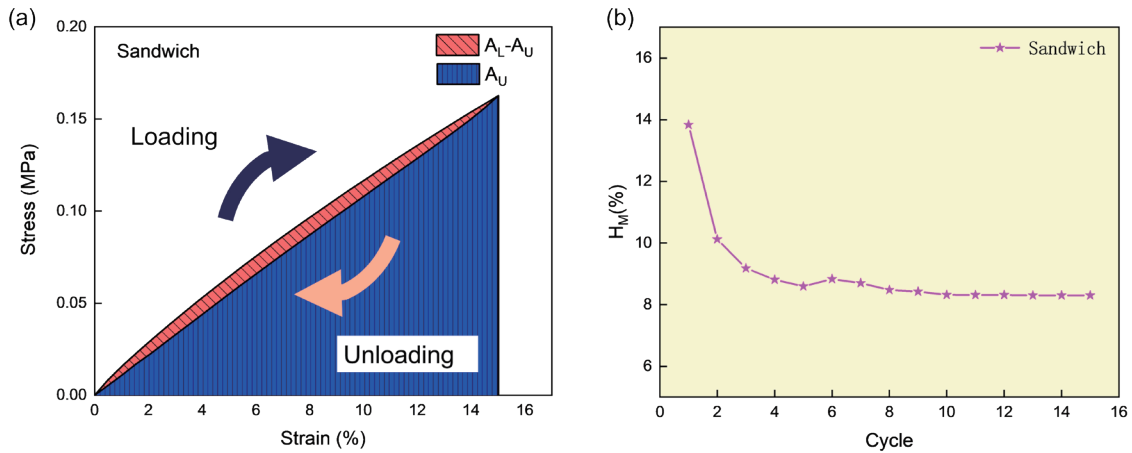 (a)
0.20
0.15
0.10
0.05
0.00
Stress (MPa)
Sandwich
A_L-A_U
A_U
Loading
Unloading
0 2 4 6 8 10 12 14 16
Strain (%)
(b)
16
14
12
10
8
6
H_M(%)
Sandwich
0 2 4 6 8 10 12 14 16
Cycle